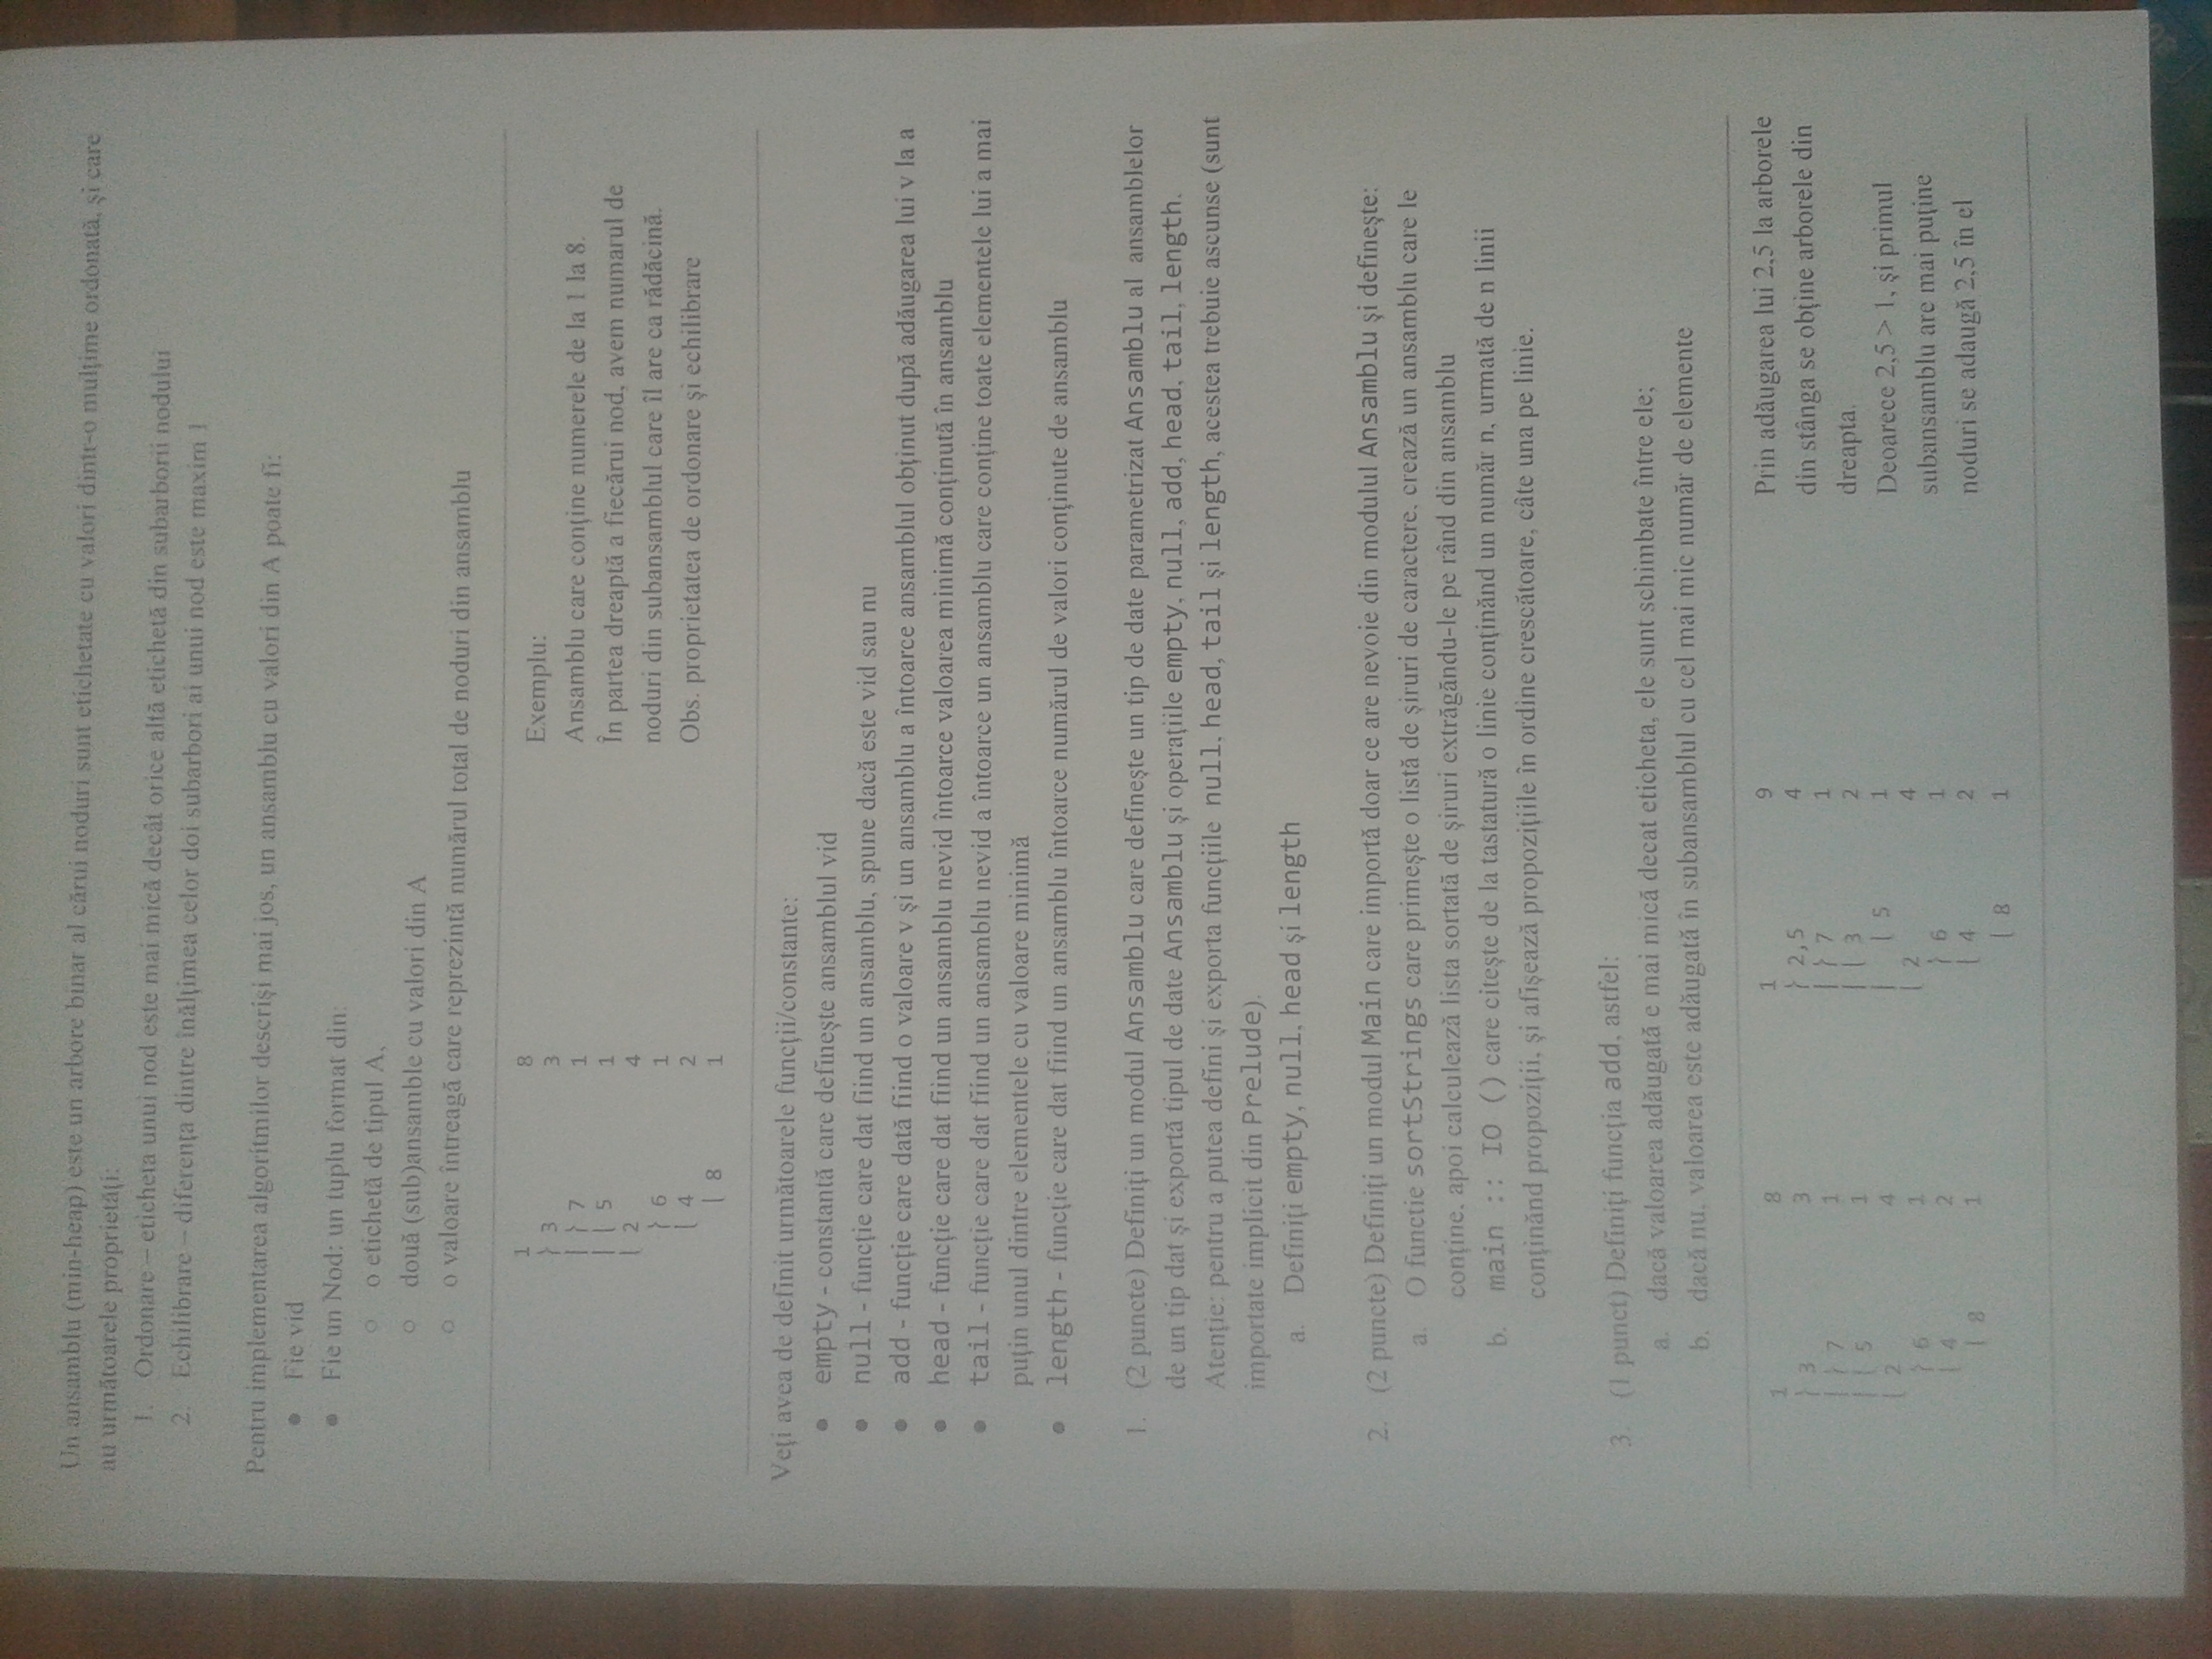 Un ansamblu (min-heap) este un arbore binar al cărui noduri sunt etichetate cu valori dintr-o mulţime ordonată, şi care
au următoarele proprietăţi:
1. Ordonare – eticheta unui nod este mai mică decât orice altă etichetă din subarborii nodului
2. Echilibrare – diferenţa dintre înălţimea celor doi subarbori ai unui nod este maxim 1
Pentru implementarea algoritmilor descrişi mai jos, un ansamblu cu valori din A poate fi:
● Fie vid
● Fie un Nod: un tuplu format din:
○ o etichetă de tipul A,
○ două (sub)ansamble cu valori din A
○ o valoare întreagă care reprezintă numărul total de noduri din ansamblu
1 8
├ 3 3
| ├ 7 1
| ⎩ 5 1
⎩ 2 4
├ 6 1
⎩ 4 2
⎩ 8 1
Exemplu:
Ansamblu care conţine numerele de la 1 la 8.
În partea dreaptă a fiecărui nod, avem numarul de
noduri din subansamblul care îl are ca rădăcină.
Obs. proprietatea de ordonare şi echilibrare
Veţi avea de definit următoarele funcţii/constante:
● empty - constantă care defineşte ansamblul vid
● null - funcţie care dat fiind un ansamblu, spune dacă este vid sau nu
● add - funcţie care dată fiind o valoare v şi un ansamblu a întoarce ansamblul obţinut după adăugarea lui v la a
● head - funcţie care dat fiind un ansamblu nevid întoarce valoarea minimă conţinută în ansamblu
● tail - funcţie care dat fiind un ansamblu nevid a întoarce un ansamblu care conţine toate elementele lui a mai
puţin unul dintre elementele cu valoare minimă
● length - funcţie care dat fiind un ansamblu întoarce numărul de valori conţinute de ansamblu
1. (2 puncte) Definiţi un modul Ansamblu care defineşte un tip de date parametrizat Ansamblu al ansamblelor
de un tip dat şi exportă tipul de date Ansamblu şi operaţiile empty, null, add, head, tail, length.
Atenţie: pentru a putea defini şi exporta funcţiile null, head, tail şi length, acestea trebuie ascunse (sunt
importate implicit din Prelude).
a. Definiţi empty, null, head şi length
2. (2 puncte) Definiţi un modul Main care importă doar ce are nevoie din modulul Ansamblu şi defineşte:
a. O functie sortStrings care primeşte o listă de şiruri de caractere, crează un ansamblu care le
conţine, apoi calculează lista sortată de şiruri extrăgăndu-le pe rând din ansamblu
b. main :: IO () care citeşte de la tastatură o linie conţinănd un număr n, urmată de n linii
conţinănd propoziţii, şi afişează propoziţiile în ordine crescătoare, câte una pe linie.
3. (1 punct) Definiţi funcţia add, astfel:
a. dacă valoarea adăugată e mai mică decat eticheta, ele sunt schimbate între ele;
b. dacă nu, valoarea este adăugată în subansamblul cu cel mai mic număr de elemente
1 8 1 9
├ 3 3 ├ 2,5 4
| ├ 7 1 | ├ 7 1
| ⎩ 5 1 | ⎩ 3 2
⎩ 2 4 | ⎩ 5 1
├ 6 1 ⎩ 2 4
⎩ 4 2 ├ 6 1
⎩ 8 1 ⎩ 4 2
⎩ 8 1
Prin adăugarea lui 2,5 la arborele
din stânga se obţine arborele din
dreapta.
Deoarece 2,5 > 1, şi primul
subansamblu are mai puţine
noduri se adaugă 2,5 în el